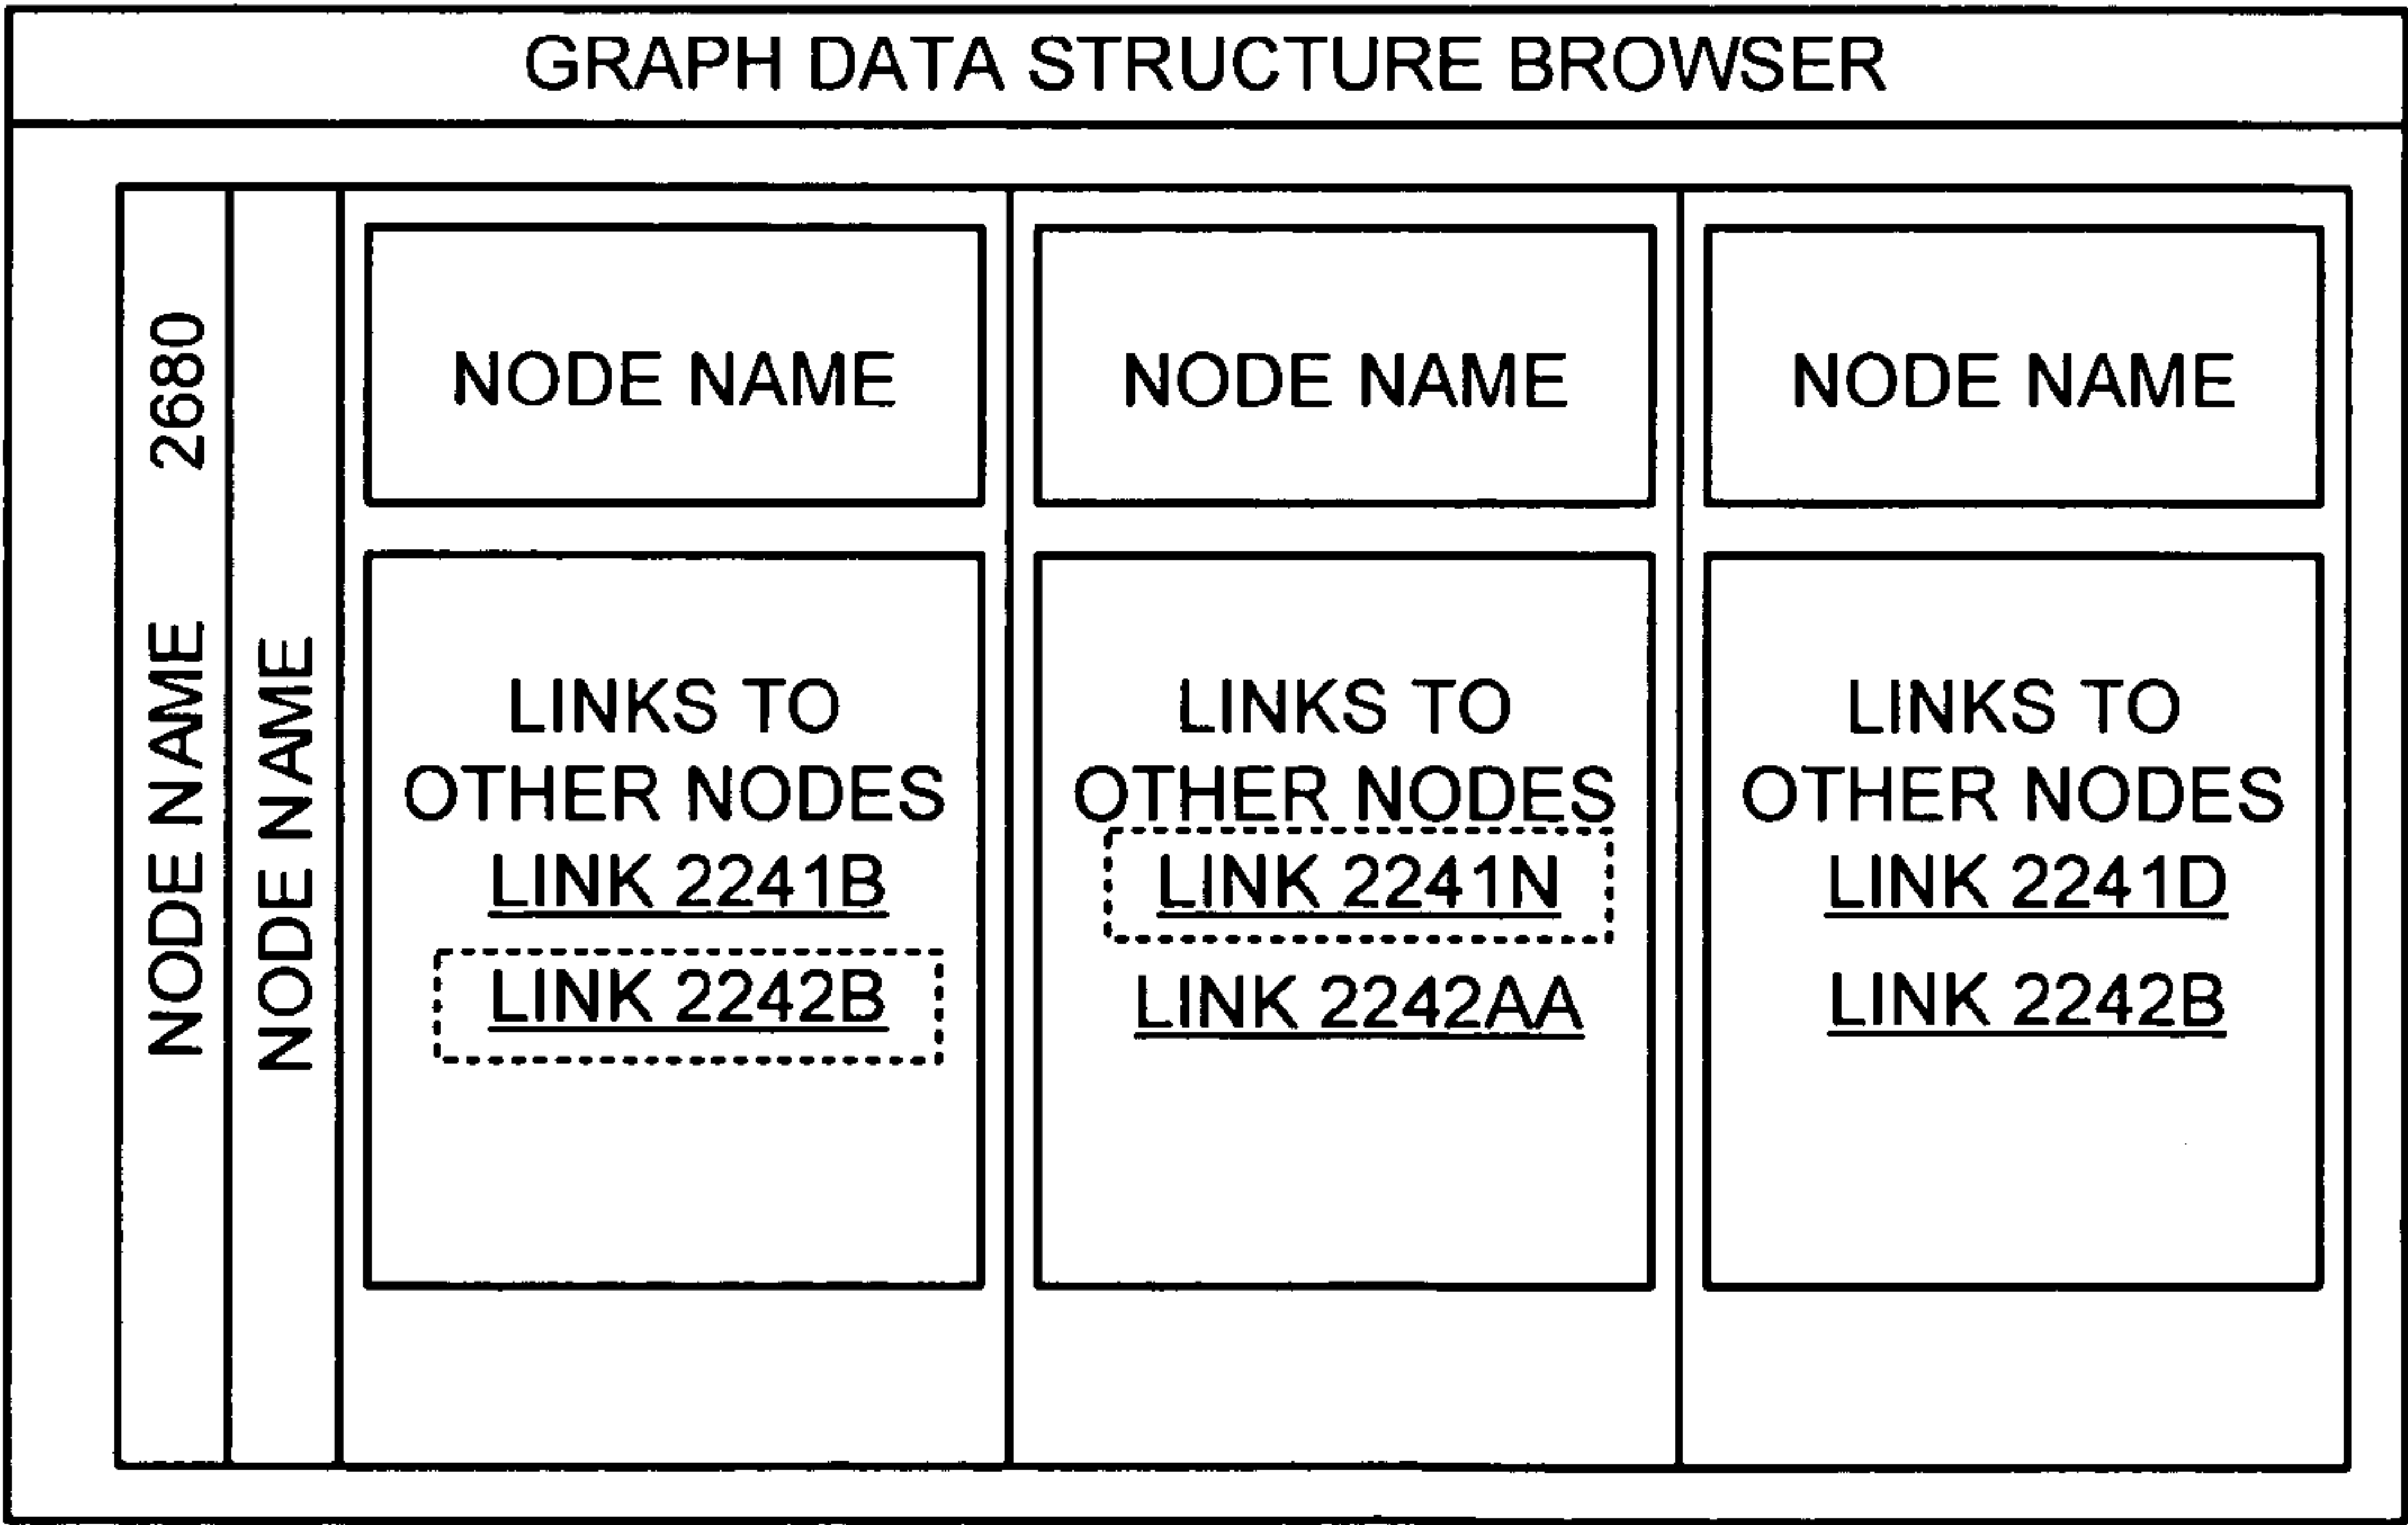 GRAPH DATA STRUCTURE BROWSER
NODE NAME 2680
NODE NAME
NODE NAME
LINKS TO
OTHER NODES
LINK 2241B
LINK 2242B
NODE NAME
LINKS TO
OTHER NODES
LINK 2241N
LINK 2242AA
NODE NAME
LINKS TO
OTHER NODES
LINK 2241D
LINK 2242B